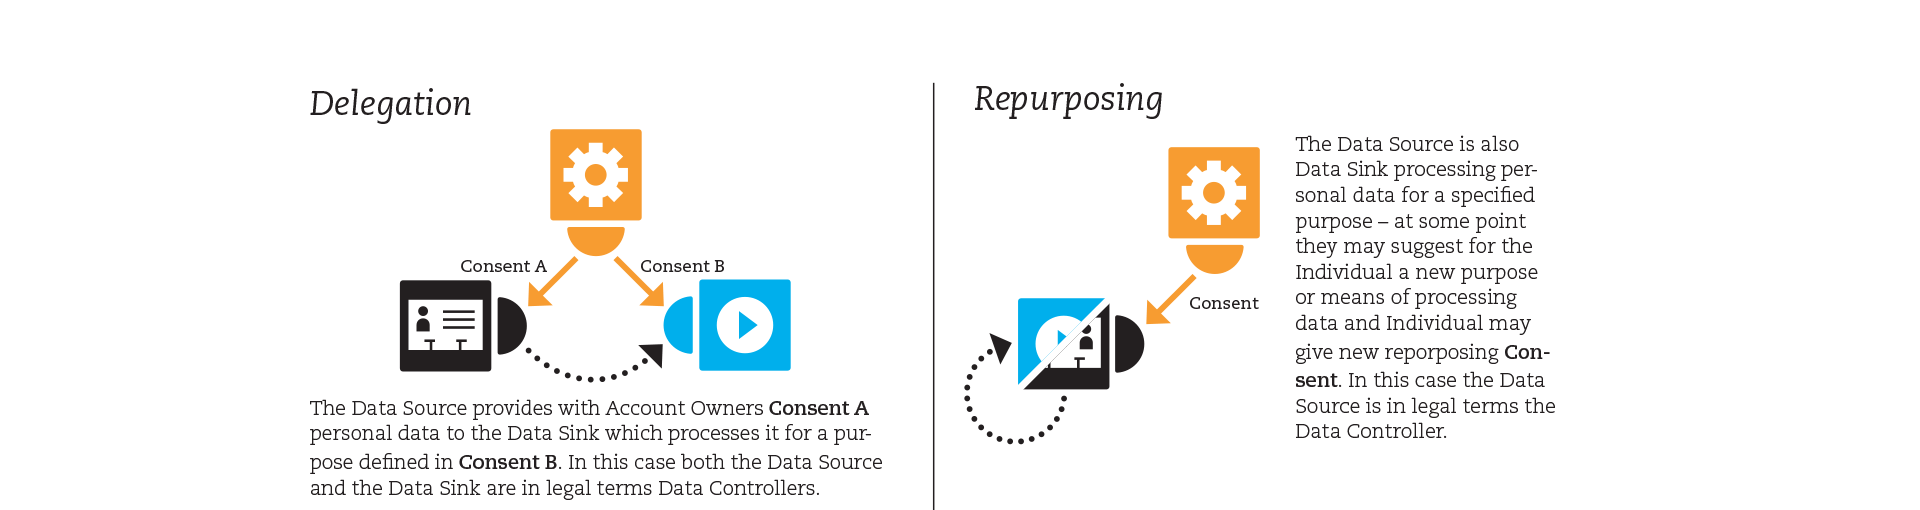 Delegation
Consent A
Consent B
The Data Source provides with Account Owners Consent A
personal data to the Data Sink which processes it for a pur-
pose defined in Consent B. In this case both the Data Source
and the Data Sink are in legal terms Data Controllers.
Repurposing
Consent
The Data Source is also
Data Sink processing per-
sonal data for a specified
purpose – at some point
they may suggest for the
Individual a new purpose
or means of processing
data and Individual may
give new reporposing Con-
sent. In this case the Data
Source is in legal terms the
Data Controller.